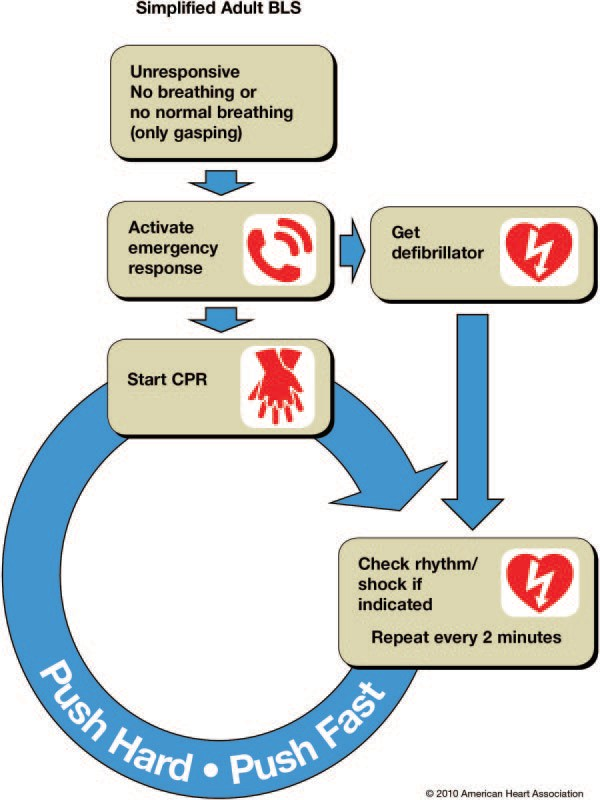 Simplified Adult BLS
Unresponsive
No breathing or
no normal breathing
(only gasping)
Activate
emergency
response
Get
defibrillator
Start CPR
Check rhythm/
shock if
indicated
Repeat every 2 minutes
Push Hard • Push Fast
© 2010 American Heart Association